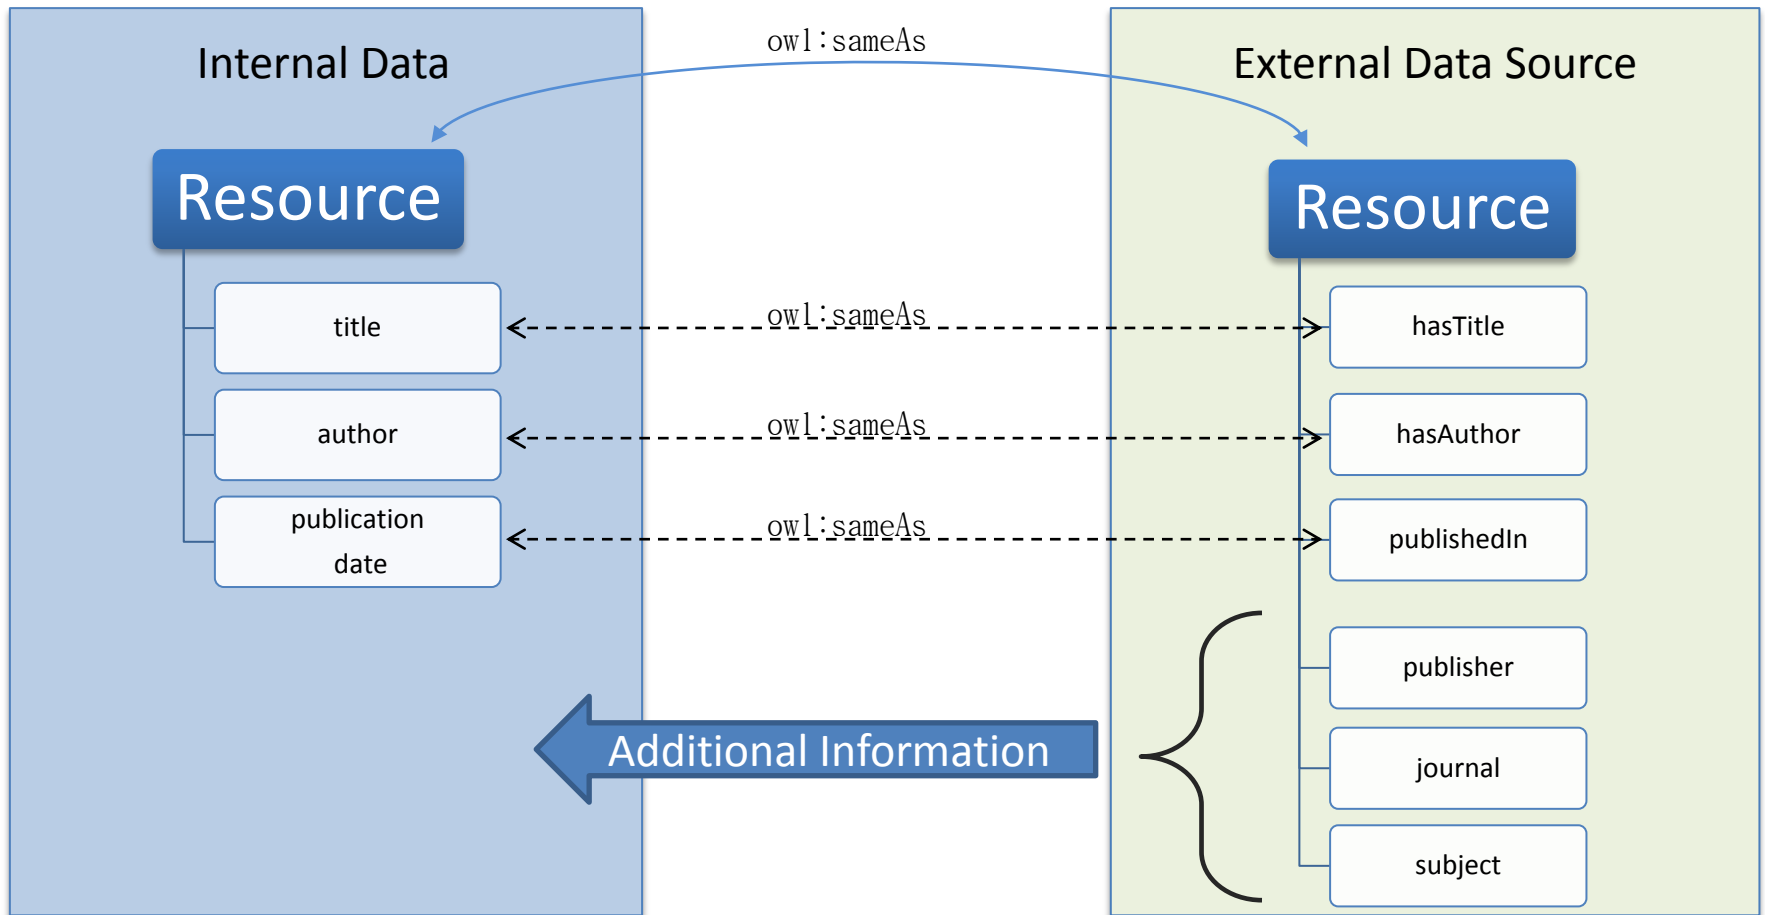 owl:sameAs
Internal Data
External Data Source
Resource
Resource
title
owl:sameAs
hasTitle
author
owl:sameAs
hasAuthor
publication
date
owl:sameAs
publishedIn
publisher
Additional Information
journal
subject